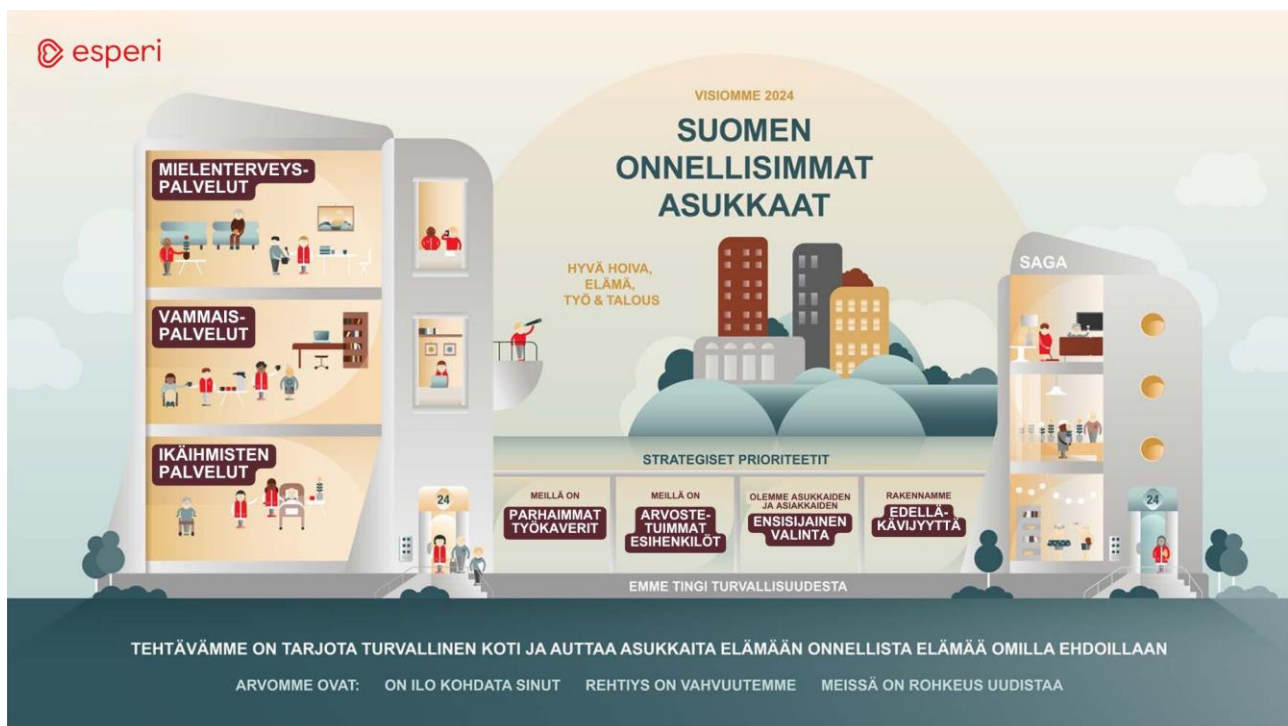 esperi
VISIOMME 2024
SUOMEN
ONNELLISIMMAT
ASUKKAAT
HYVÄ HOIVA,
ELÄMÄ,
TYÖ & TALOUS
MIELENTERVEYS-
PALVELUT
VAMMAIS-
PALVELUT
IKÄIHMISTEN
PALVELUT
24
SAGA
24
STRATEGISET PRIORITEETIT
MEILLÄ ON
PARHAIMMAT
TYÖKAVERIT
MEILLÄ ON
ARVOSTE-
TUIMMAT
ESIHENKILÖT
OLEMME ASUKKAIDEN
JA ASIAKKAIDEN
ENSISIJAINEN
VALINTA
RAKENNAMME
EDELLÄ-
KÄVIJYYTTÄ
EMME TINGI TURVALLISUUDESTA
TEHTÄVÄMME ON TARJOTA TURVALLINEN KOTI JA AUTTAA ASUKKAITA ELÄMÄÄN ONNELLISTA ELÄMÄÄ OMILLA EHDOILLAAN
ARVOMME OVAT: ON ILO KOHDATA SINUT REHTIYS ON VAHVUUTEMME MEISSÄ ON ROHKEUS UUDISTAA